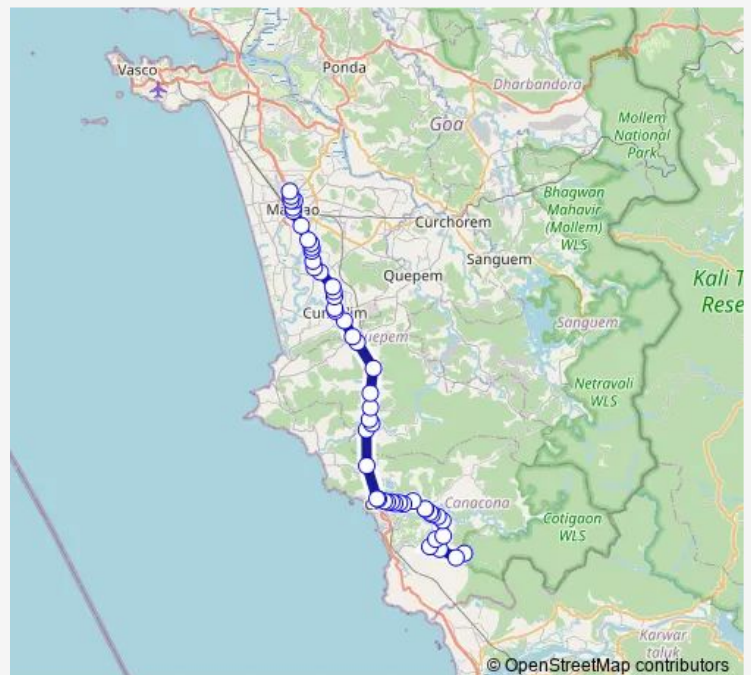 Vasco
Ponda
Dharbandora
Goa
Mollem
National
Park
Bhagwan
Mahavir
(Mollem)
WLS
Curchorem
Sanguem
Quepem
Kali T
Rese
Sanguem
Netravali
WLS
Canacona
Cotigaon
WLS
Karwar
taluk
© OpenStreetMap contributors